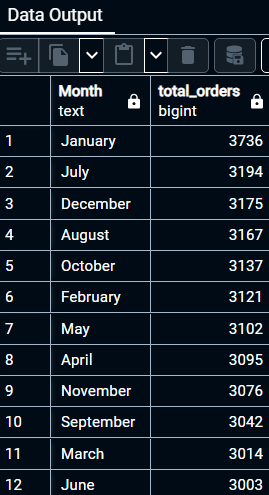 Data Output
Month total_orders
text bigint
1 January 3736
2 July 3194
3 December 3175
4 August 3167
5 October 3137
6 February 3121
7 May 3102
8 April 3095
9 November 3076
10 September 3042
11 March 3014
12 June 3003